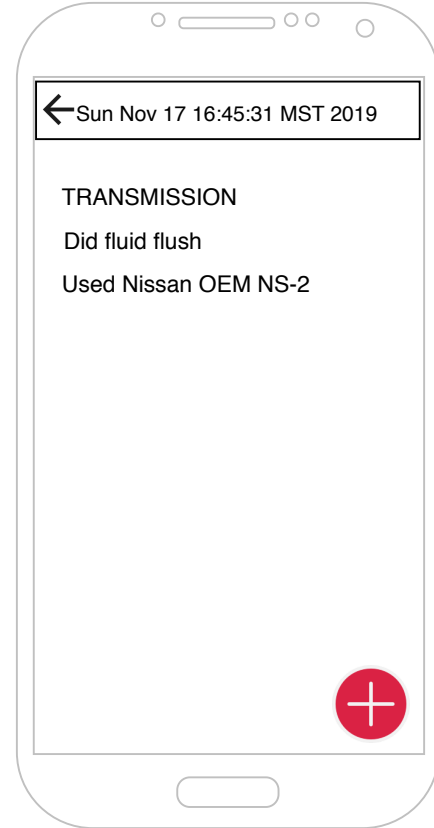 Sun Nov 17 16:45:31 MST 2019
TRANSMISSION
Did fluid flush
Used Nissan OEM NS-2